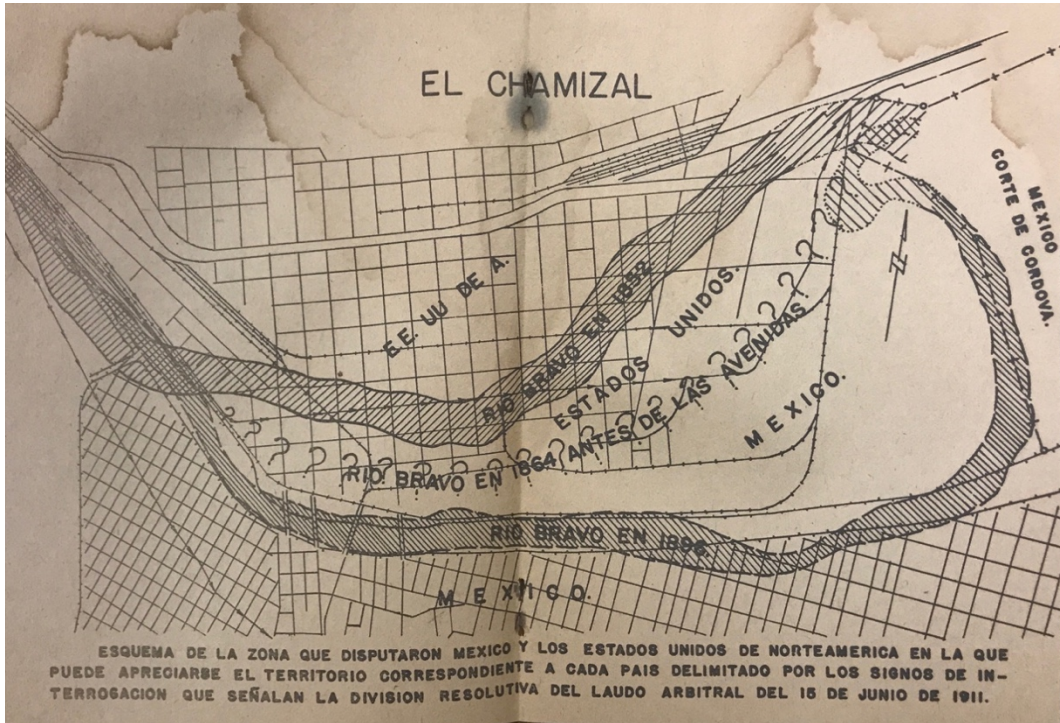 EL CHAMIZAL
MEXICO
CORTE DE CORDOVA.
E.E. UU DE A.
RIO BRAVO EN 1852
ESTADOS UNIDOS.
RIO BRAVO EN 1864 ANTES DE LAS AVENIDAS
MEXICO.
RIO BRAVO EN 1896
MEXICO.
ESQUEMA DE LA ZONA QUE DISPUTARON MEXICO Y LOS ESTADOS UNIDOS DE NORTEAMERICA EN LA QUE
PUEDE APRECIARSE EL TERRITORIO CORRESPONDIENTE A CADA PAIS DELIMITADO POR LOS SIGNOS DE IN-
TERROGACION QUE SEÑALAN LA DIVISION RESOLUTIVA DEL LAUDO ARBITRAL DEL 15 DE JUNIO DE 1911.